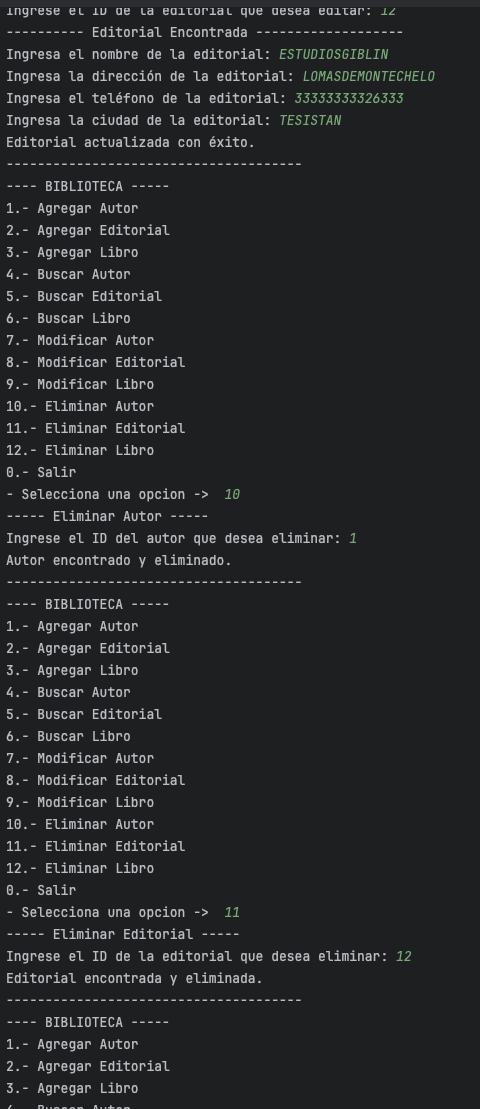 Ingrese el ID de la editorial que desea editar: 12
---------- Editorial Encontrada -------------------
Ingresa el nombre de la editorial: ESTUDIOSGIBLIN
Ingresa la dirección de la editorial: LOMASDEMONTECHELO
Ingresa el teléfono de la editorial: 33333333326333
Ingresa la ciudad de la editorial: TESISTAN
Editorial actualizada con éxito.
--------------------------------------
---- BIBLIOTECA -----
1.- Agregar Autor
2.- Agregar Editorial
3.- Agregar Libro
4.- Buscar Autor
5.- Buscar Editorial
6.- Buscar Libro
7.- Modificar Autor
8.- Modificar Editorial
9.- Modificar Libro
10.- Eliminar Autor
11.- Eliminar Editorial
12.- Eliminar Libro
0.- Salir
- Selecciona una opcion ->  10
----- Eliminar Autor -----
Ingrese el ID del autor que desea eliminar: 1
Autor encontrado y eliminado.
--------------------------------------
---- BIBLIOTECA -----
1.- Agregar Autor
2.- Agregar Editorial
3.- Agregar Libro
4.- Buscar Autor
5.- Buscar Editorial
6.- Buscar Libro
7.- Modificar Autor
8.- Modificar Editorial
9.- Modificar Libro
10.- Eliminar Autor
11.- Eliminar Editorial
12.- Eliminar Libro
0.- Salir
- Selecciona una opcion ->  11
----- Eliminar Editorial -----
Ingrese el ID de la editorial que desea eliminar: 12
Editorial encontrada y eliminada.
--------------------------------------
---- BIBLIOTECA -----
1.- Agregar Autor
2.- Agregar Editorial
3.- Agregar Libro
4.- Buscar Autor